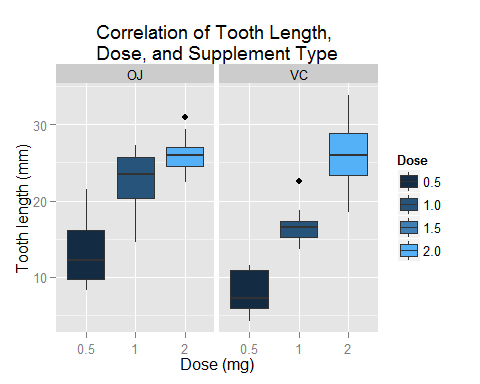 Correlation of Tooth Length,
Dose, and Supplement Type
OJ VC
Tooth length (mm)
30
20
10
0.5 1 2 0.5 1 2
Dose (mg)
Dose
0.5
1.0
1.5
2.0